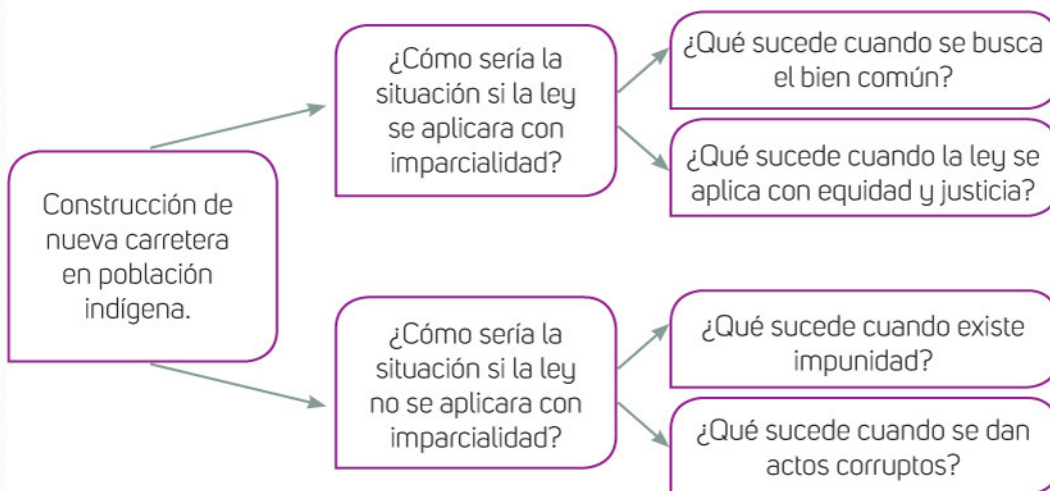 Construcción de
nueva carretera
en población
indígena.
¿Cómo sería la
situación si la ley
se aplicara con
imparcialidad?
¿Qué sucede cuando se busca
el bien común?
¿Qué sucede cuando la ley se
aplica con equidad y justicia?
¿Cómo sería la
situación si la ley
no se aplicara con
imparcialidad?
¿Qué sucede cuando existe
impunidad?
¿Qué sucede cuando se dan
actos corruptos?